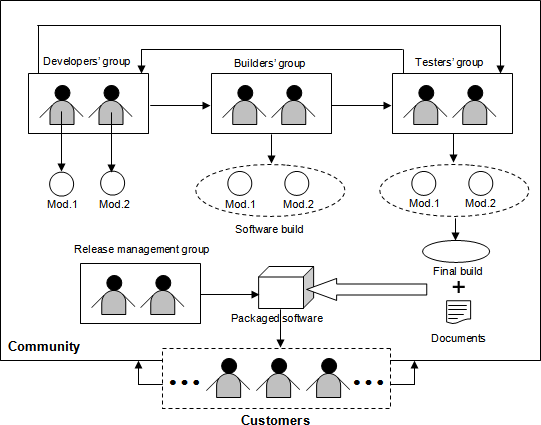 Developers' group
Builders' group
Testers' group
Mod.1
Mod.2
Mod.1
Mod.2
Mod.1
Mod.2
Software build
Release management group
Final build
+
Packaged software
Documents
Community
Customers